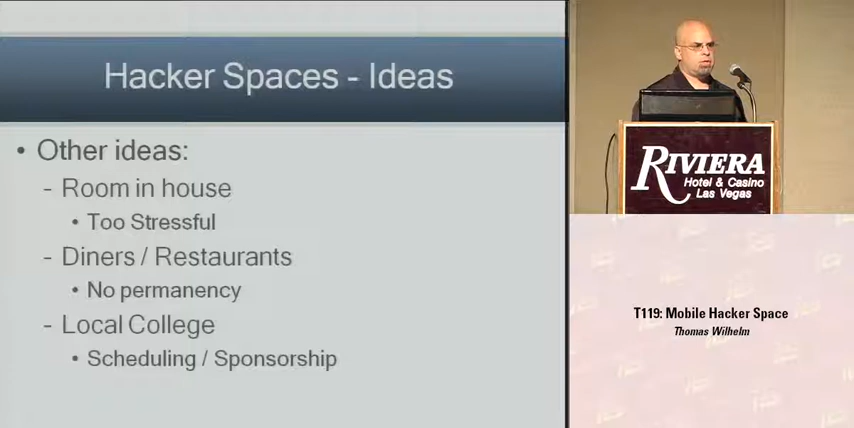 Hacker Spaces - Ideas
• Other ideas:
- Room in house
• Too Stressful
- Diners / Restaurants
• No permanency
- Local College
• Scheduling / Sponsorship
RIVIERA
Hotel & Casino
Las Vegas
T119: Mobile Hacker Space
Thomas Wilhelm